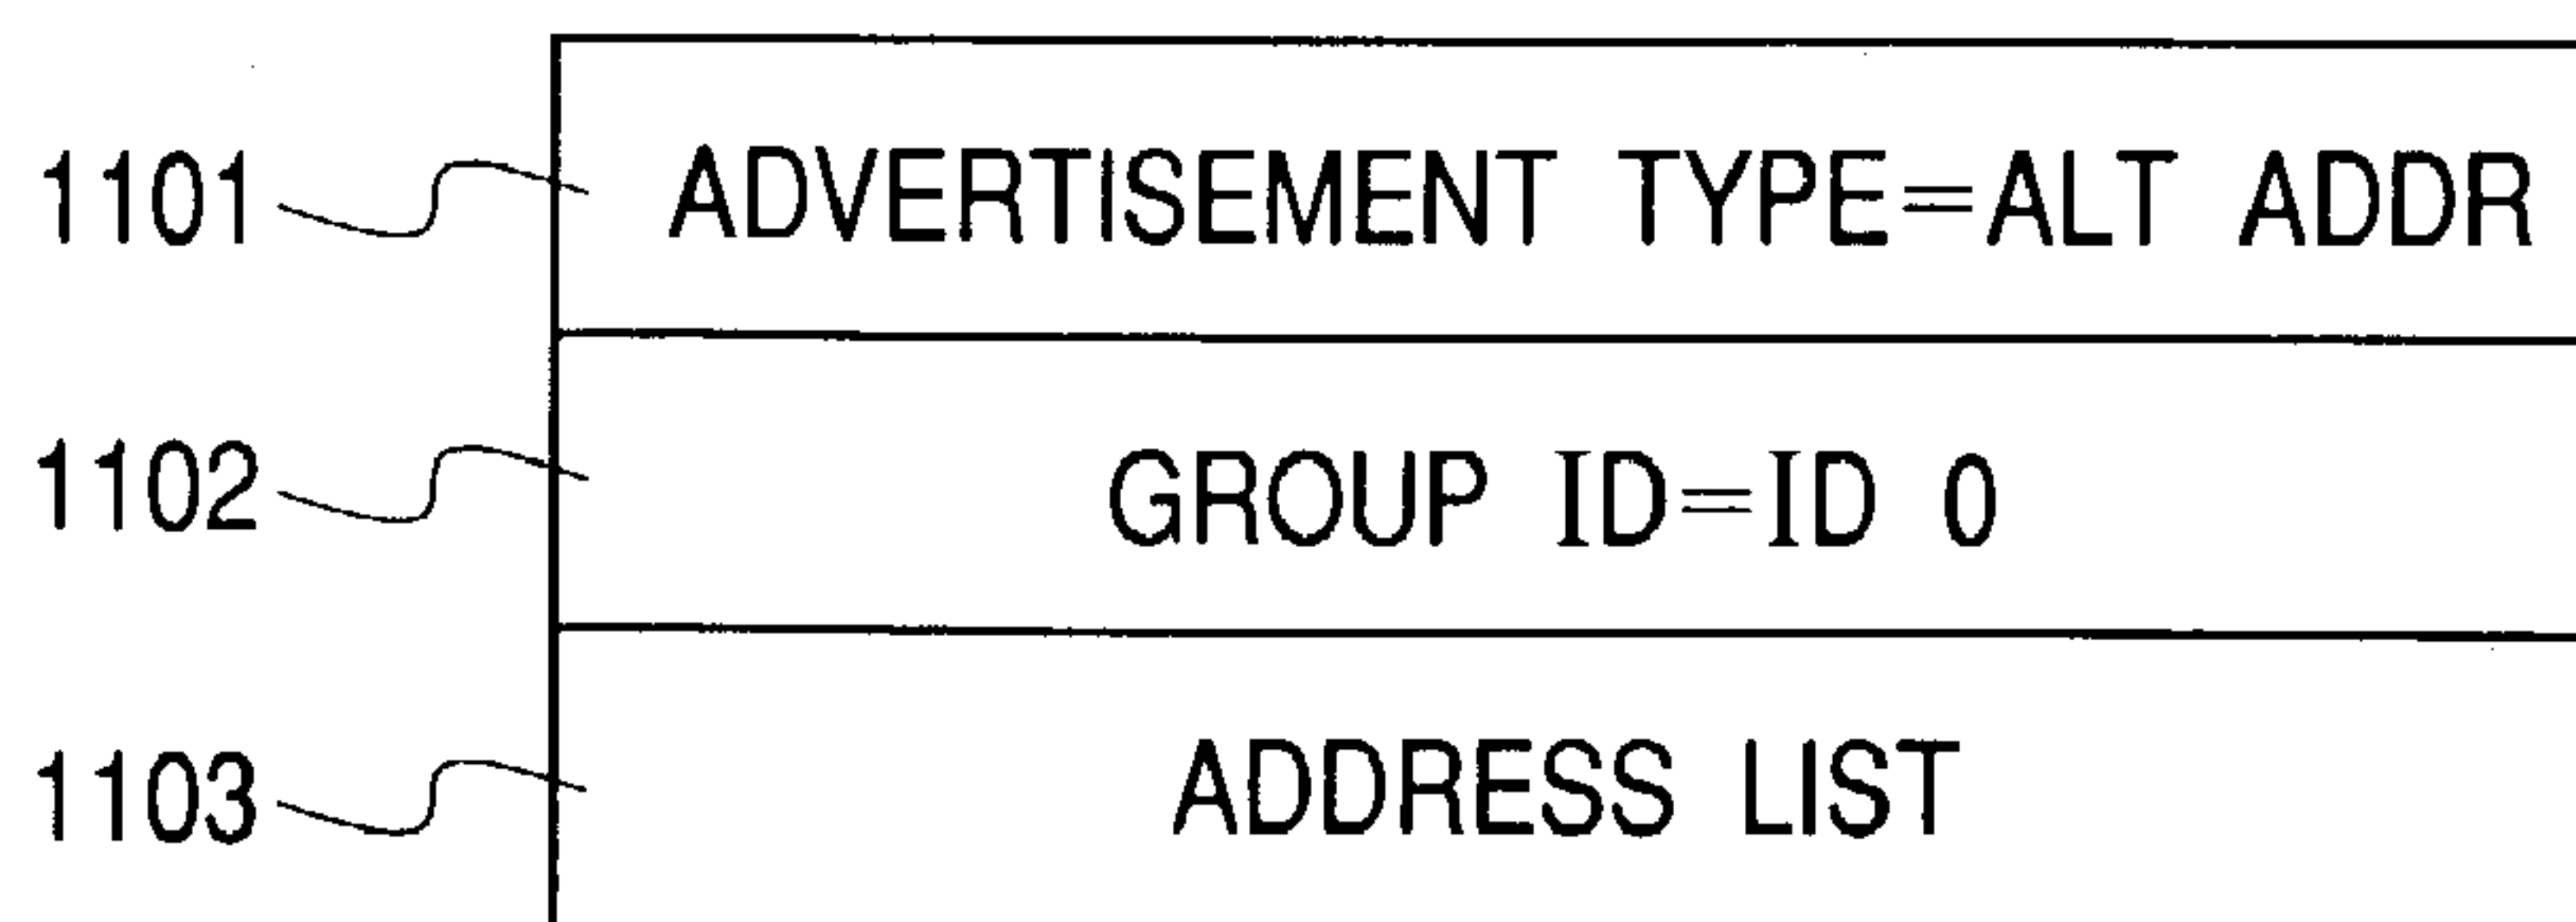 1101 ADVERTISEMENT TYPE=ALT ADDR
1102 GROUP ID=ID 0
1103 ADDRESS LIST